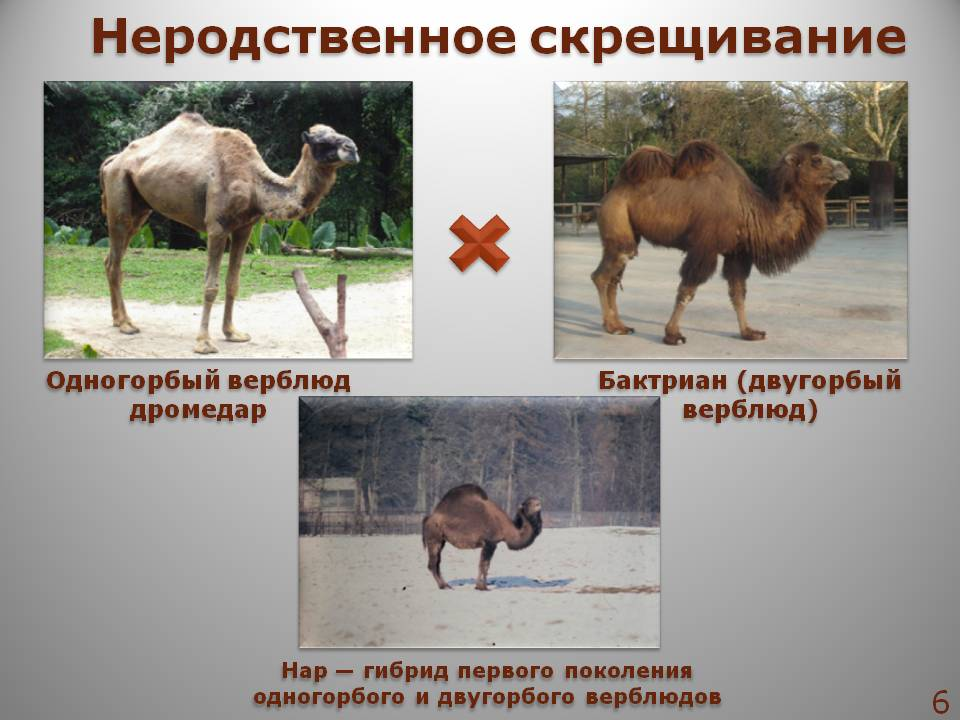 Неродственное скрещивание
Одногорбый верблюд
дромедар
Бактриан (двугорбый
верблюд)
Нар — гибрид первого поколения
одногорбого и двугорбого верблюдов
6